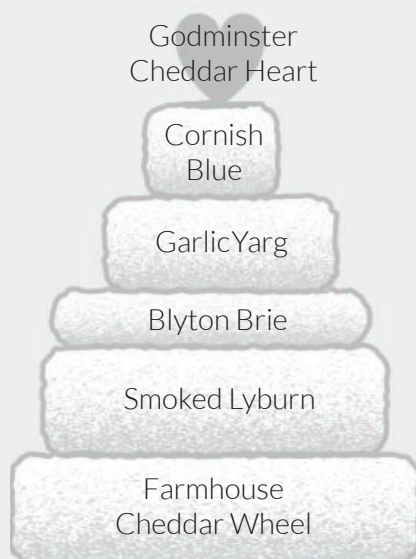 Godminster
Cheddar Heart
Cornish
Blue
GarlicYarg
Blyton Brie
Smoked Lyburn
Farmhouse
Cheddar Wheel